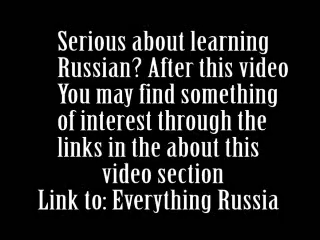 Serious about learning
Russian? After this video
You may find something
of interest through the
links in the about this
video section
Link to: Everything Russia